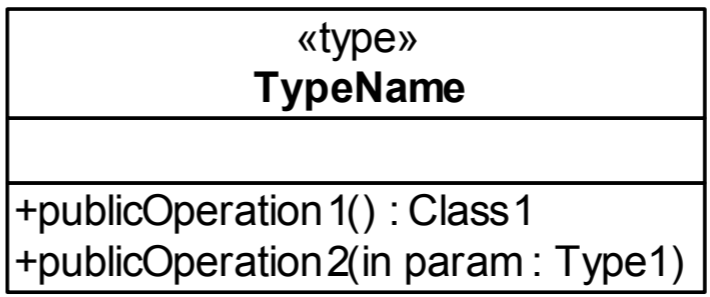 «type»
TypeName
+publicOperation1() : Class1
+publicOperation2(in param : Type1)